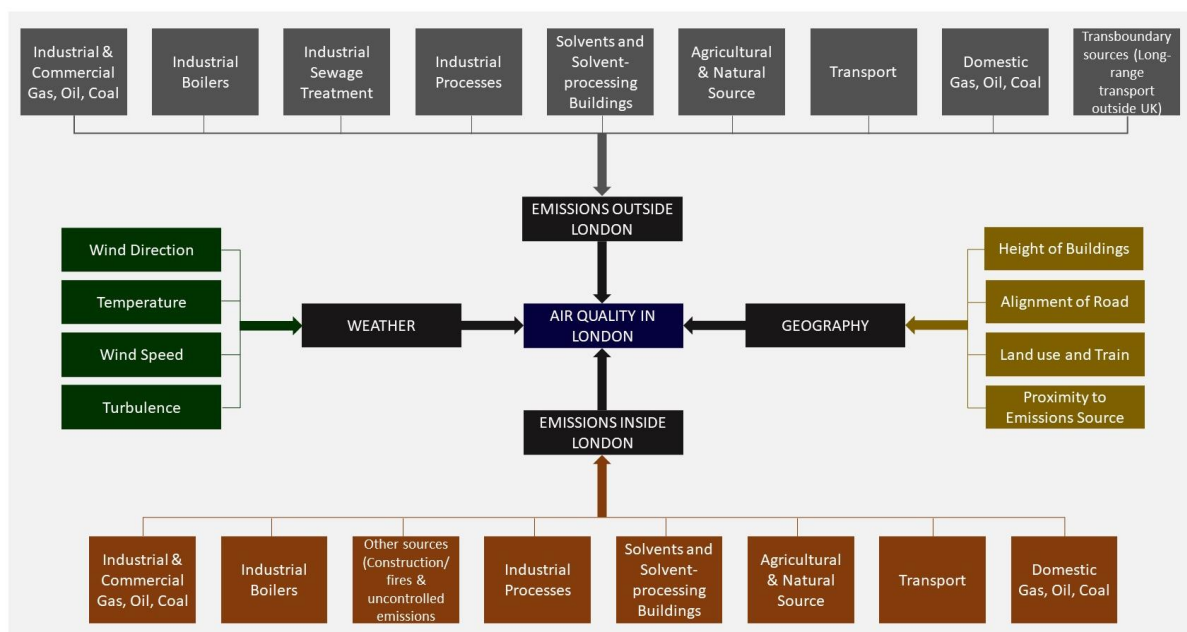 Industrial &
Commercial
Gas, Oil, Coal
Industrial
Boilers
Industrial
Sewage
Treatment
Industrial
Processes
Solvents and
Solvent-
processing
Buildings
Agricultural
& Natural
Source
Transport
Domestic
Gas, Oil, Coal
Transboundary
sources (Long-
range
transport
outside UK)
EMISSIONS OUTSIDE
LONDON
Wind Direction
Temperature
Wind Speed
Turbulence
WEATHER
AIR QUALITY IN
LONDON
GEOGRAPHY
Height of Buildings
Alignment of Road
Land use and Train
Proximity to
Emissions Source
EMISSIONS INSIDE
LONDON
Industrial &
Commercial
Gas, Oil, Coal
Industrial
Boilers
Other sources
(Construction/
fires &
uncontrolled
emissions
Industrial
Processes
Solvents and
Solvent-
processing
Buildings
Agricultural
& Natural
Source
Transport
Domestic
Gas, Oil, Coal